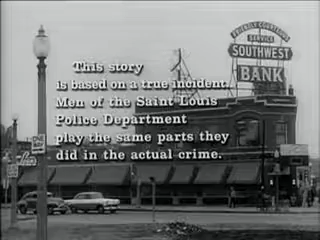 FRIENDLY COURTEOUS
SERVICE
SOUTHWEST
BANK
This story
is based on a true incident.
Men of the Saint Louis
Police Department
play the same parts they
did in the actual crime.